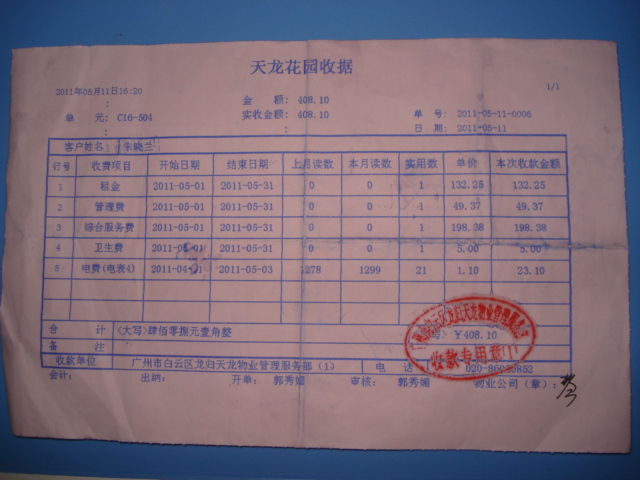 天龙花园收据
2011年05月11日16:20
1/1
金 额: 408.10
单 元: C16-504 实收金额: 408.10 单 号: 2011-05-11-0006
日 期: 2011-05-11
客户姓名: 朱晓兰
行号 收费项目 开始日期 结束日期 上月读数 本月读数 实用数 单价 本次收款金额
1 租金 2011-05-01 2011-05-31 0 0 1 132.25 132.25
2 管理费 2011-05-01 2011-05-31 0 0 1 49.37 49.37
3 综合服务费 2011-05-01 2011-05-31 0 0 1 198.38 198.38
4 卫生费 2011-05-01 2011-05-31 0 0 1 5.00 5.00
5 电费(电表4) 2011-04-01 2011-05-03 1278 1299 21 1.10 23.10
合 计 (大写)肆佰零捌元壹角整 ¥408.10
备 注
收款单位 广州市白云区龙归天龙物业管理服务部(1) 电 话
会计: 出纳: 开单: 郭秀媚 审核: 郭秀媚 物业公司(章):
收款专用章(1)